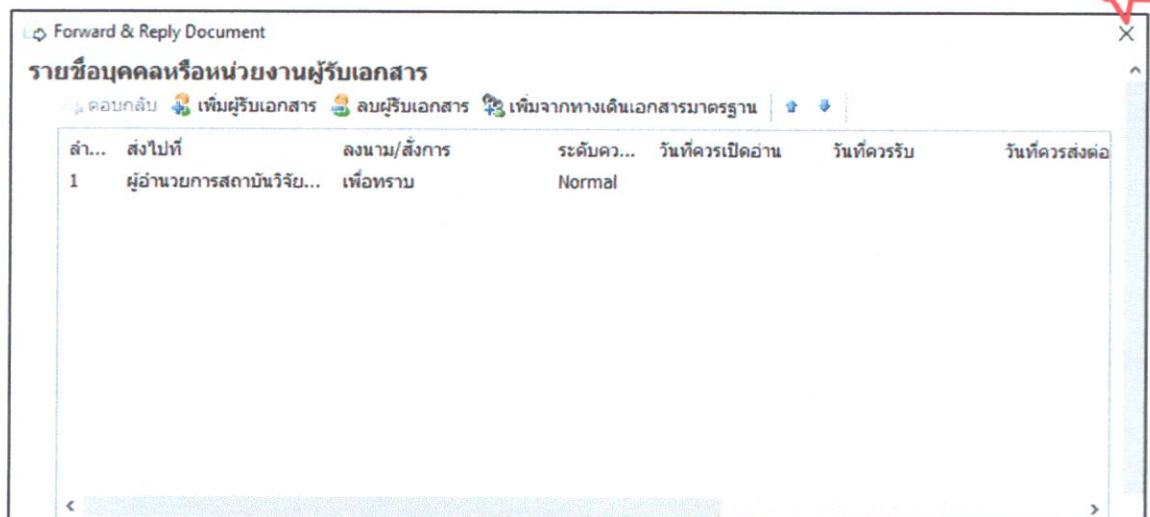 Forward & Reply Document
รายชื่อบุคคลหรือหน่วยงานผู้รับเอกสาร
ตอบกลับ เพิ่มผู้รับเอกสาร ลบผู้รับเอกสาร เพิ่มจากทางเดินเอกสารมาตรฐาน
ลำ... ส่งไปที่ ลงนาม/สั่งการ ระดับคว... วันที่ควรเปิดอ่าน วันที่ควรรับ วันที่ควรส่งต่อ
1 ผู้อำนวยการสถาบันวิจัย... เพื่อทราบ Normal